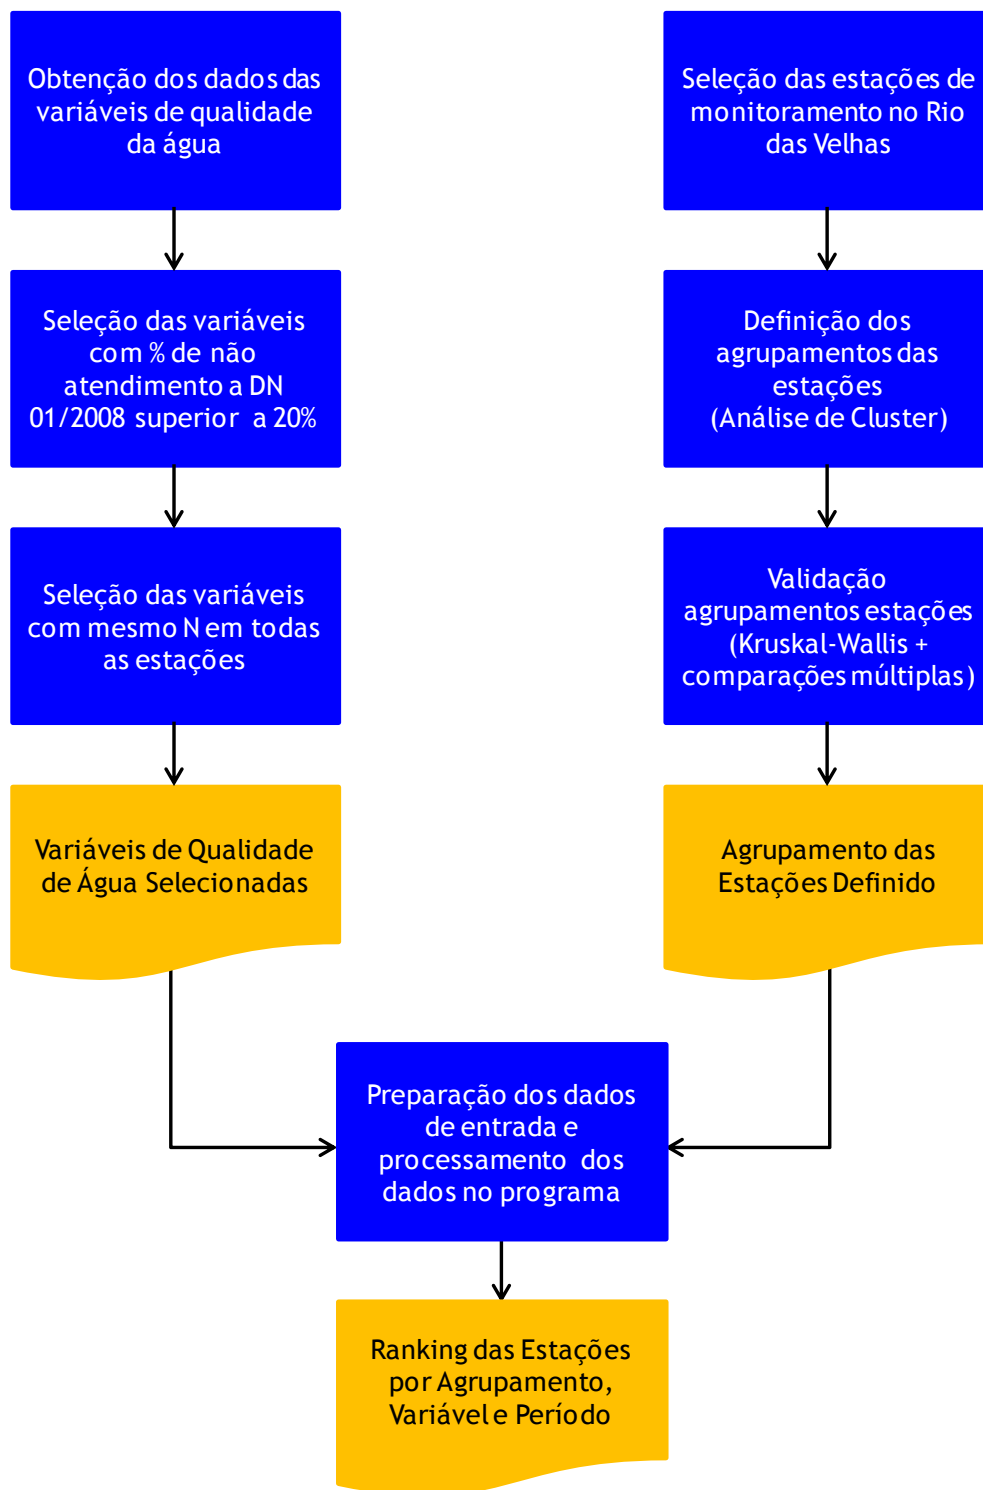 Obtenção dos dados das
variáveis de qualidade
da água
Seleção das variáveis
com % de não
atendimento a DN
01/2008 superior a 20%
Seleção das variáveis
com mesmo N em todas
as estações
Variáveis de Qualidade
de Água Selecionadas
Seleção das estações de
monitoramento no Rio
das Velhas
Definição dos
agrupamentos das
estações
(Análise de Cluster)
Validação
agrupamentos estações
(Kruskal-Wallis +
comparações múltiplas)
Agrupamento das
Estações Definido
Preparação dos dados
de entrada e
processamento dos
dados no programa
Ranking das Estações
por Agrupamento,
Variável e Período